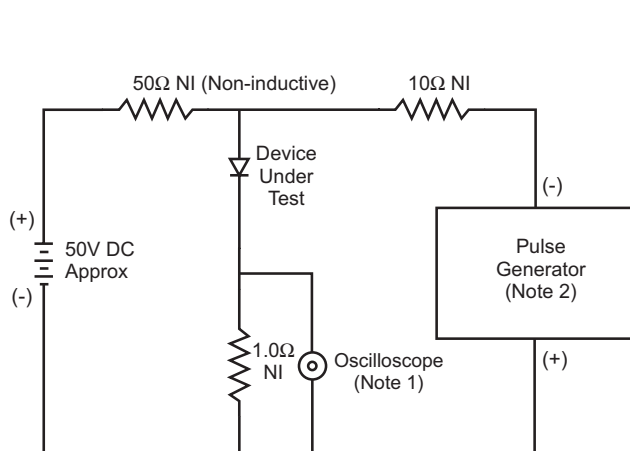 50Ω NI (Non-inductive)
10Ω NI
Device
Under
Test
(-)
(+)
50V DC
Approx
(-)
Pulse
Generator
(Note 2)
1.0Ω
NI
Oscilloscope
(Note 1)
(+)